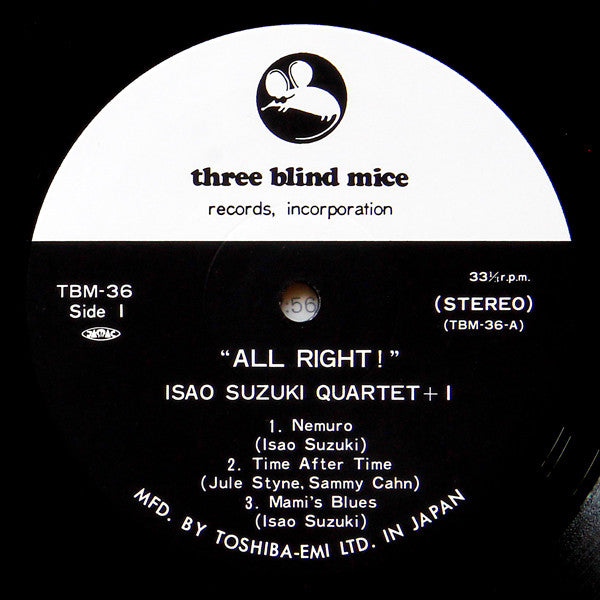 three blind mice
records, incorporation
TBM-36
Side I
JASRAC
33⅓r.p.m.
(STEREO)
(TBM-36-A)
:56
"ALL RIGHT!"
ISAO SUZUKI QUARTET+1
1. Nemuro
(Isao Suzuki)
2. Time After Time
(Jule Styne, Sammy Cahn)
3. Mami's Blues
(Isao Suzuki)
MFD. BY TOSHIBA-EMI LTD. IN JAPAN